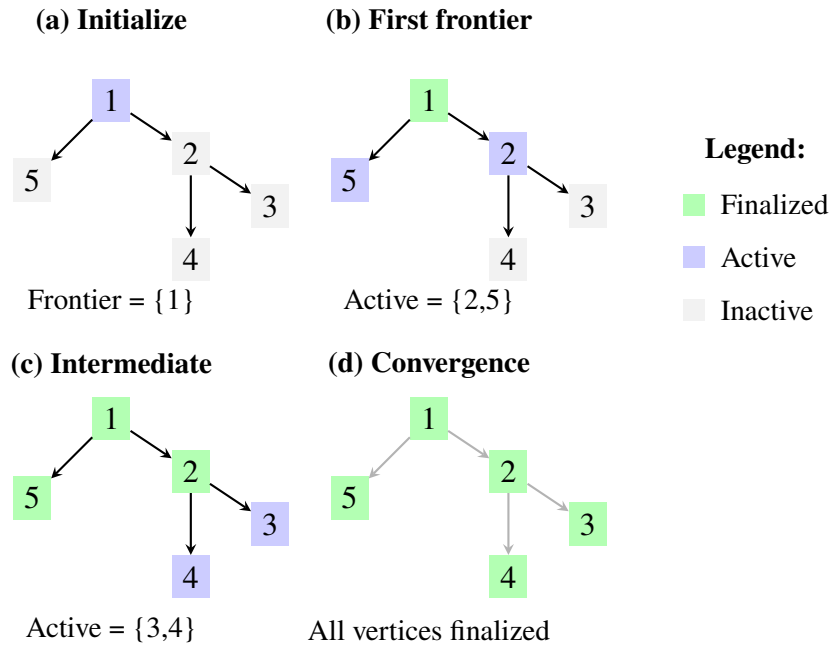 (a) Initialize
1
5
2
3
4
Frontier = {1}
(b) First frontier
1
5
2
3
4
Active = {2,5}
Legend:
Finalized
Active
Inactive
(c) Intermediate
1
5
2
3
4
Active = {3,4}
(d) Convergence
1
5
2
3
4
All vertices finalized